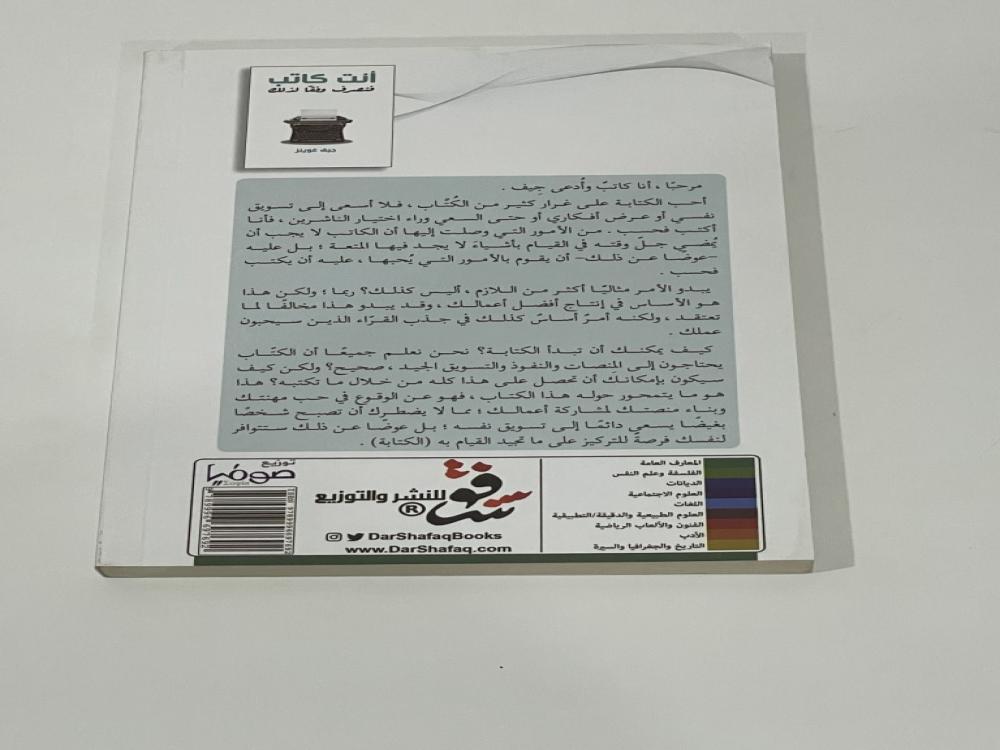 أنت كاتب
فتصرف وفقًا لذلك
جيف غوينز
مرحبًا ، أنا كاتبٌ وأُدعى جِيف .
أحب الكتابة على غرار كثير من الكُتَّاب ، فلا أسعى إلى تسويق
نفسي أو عرض أفكاري أو حتى السعي وراء اختيار الناشرين ، فأنا
أكتب فحسب . من الأمور التي وصلت إليها أن الكاتب لا يجب أن
يُمضي جلّ وقته في القيام بأشياءَ لا يجد فيها المتعة ؛ بل عليه
-عوضًا عن ذلك- أن يقوم بالأمور التي يُحبها ، عليه أن يكتب
فحسب .
يبدو الأمر مثاليًا أكثر من اللازم ، أليس كذلك؟ ربما ؛ ولكن هذا
هو الأساس في إنتاج أفضل أعمالك ، وقد يبدو هذا مخالفًا لما
تعتقد ، ولكنه أمرٌ أساسٌ كذلك في جذب القرّاء الذين سيحبون
عملك .
كيف يمكنك أن تبدأ الكتابة؟ نحن نعلم جميعًا أن الكتّاب
يحتاجون إلى المنصات والنفوذ والتسويق الجيد ، صحيح؟ ولكن كيف
سيكون بإمكانكَ أن تحصل على هذا كله من خلال ما تكتبه؟ هذا
هو ما يتمحور حوله هذا الكتاب ، فهو عن الوقوع في حب مهنتك
وبناء منصتك لمشاركة أعمالك ؛ مما لا يضطرك أن تصبح شخصًا
بغيضًا يسعى دائمًا إلى تسويق نفسه ؛ بل عوضًا عن ذلك ستتوافر
لنفسك فرصةٌ للتركيز على ما تجيد القيام به (الكتابة) .
المعارف العامة
الفلسفة وعلم النفس
الديانات
العلوم الاجتماعية
اللغات
العلوم الطبيعية والدقيقة/التطبيقية
الفنون والألعاب الرياضية
الأدب
التاريخ والجغرافيا والسيرة
شفق للنشر والتوزيع ®
DarShafaqBooks
www.DarShafaq.com
توزيع
صوفيا